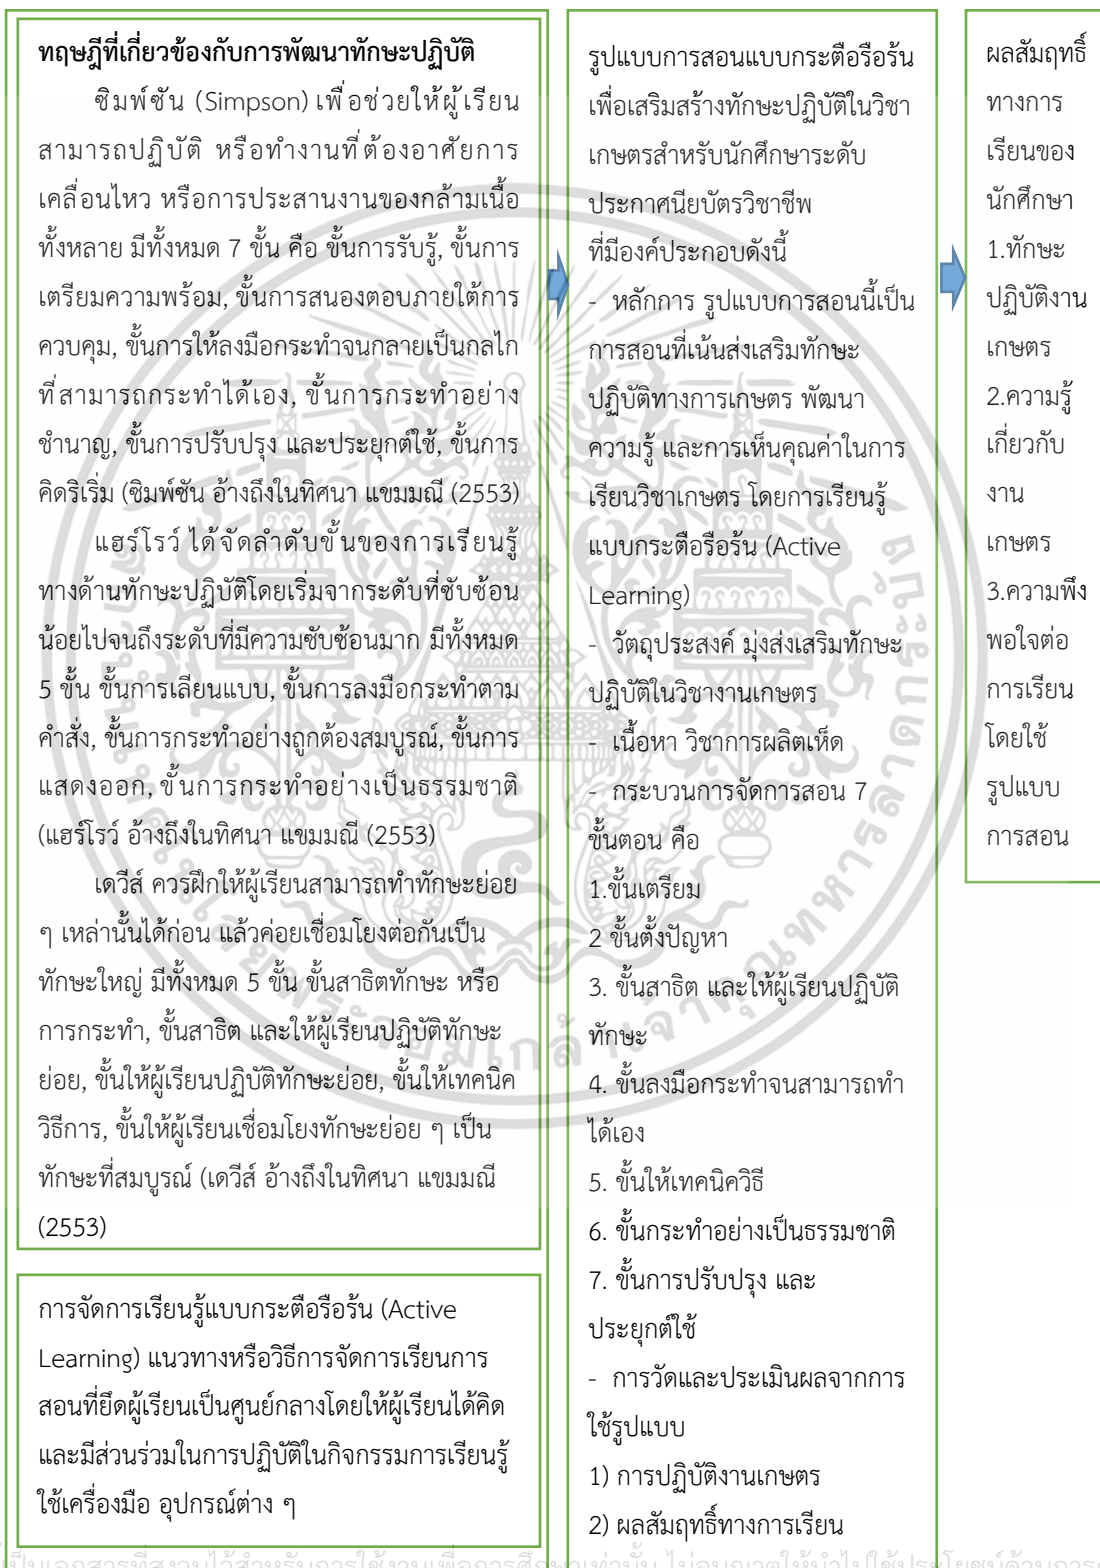 ทฤษฎีที่เกี่ยวข้องกับการพัฒนาทักษะปฏิบัติ
ซิมพ์ซัน (Simpson) เพื่อช่วยให้ผู้เรียน
สามารถปฏิบัติ หรือทำงานที่ต้องอาศัยการ
เคลื่อนไหว หรือการประสานงานของกล้ามเนื้อ
ทั้งหลาย มีทั้งหมด 7 ขั้น คือ ขั้นการรับรู้, ขั้นการ
เตรียมความพร้อม, ขั้นการสนองตอบภายใต้การ
ควบคุม, ขั้นการให้ลงมือกระทำจนกลายเป็นกลไก
ที่สามารถกระทำได้เอง, ขั้นการกระทำอย่าง
ชำนาญ, ขั้นการปรับปรุง และประยุกต์ใช้, ขั้นการ
คิดริเริ่ม (ซิมพ์ซัน อ้างถึงในทิศนา แขมมณี (2553)
แฮร์โรว์ ได้จัดลำดับขั้นของการเรียนรู้
ทางด้านทักษะปฏิบัติโดยเริ่มจากระดับที่ซับซ้อน
น้อยไปจนถึงระดับที่มีความซับซ้อนมาก มีทั้งหมด
5 ขั้น ขั้นการเลียนแบบ, ขั้นการลงมือกระทำตาม
คำสั่ง, ขั้นการกระทำอย่างถูกต้องสมบูรณ์, ขั้นการ
แสดงออก, ขั้นการกระทำอย่างเป็นธรรมชาติ
(แฮร์โรว์ อ้างถึงในทิศนา แขมมณี (2553)
เดวีส์ ควรฝึกให้ผู้เรียนสามารถทำทักษะย่อย
ๆ เหล่านั้นได้ก่อน แล้วค่อยเชื่อมโยงต่อกันเป็น
ทักษะใหญ่ มีทั้งหมด 5 ขั้น ขั้นสาธิตทักษะ หรือ
การกระทำ, ขั้นสาธิต และให้ผู้เรียนปฏิบัติทักษะ
ย่อย, ขั้นให้ผู้เรียนปฏิบัติทักษะย่อย, ขั้นให้เทคนิค
วิธีการ, ขั้นให้ผู้เรียนเชื่อมโยงทักษะย่อย ๆ เป็น
ทักษะที่สมบูรณ์ (เดวีส์ อ้างถึงในทิศนา แขมมณี
(2553)
การจัดการเรียนรู้แบบกระตือรือร้น (Active
Learning) แนวทางหรือวิธีการจัดการเรียนการ
สอนที่ยึดผู้เรียนเป็นศูนย์กลางโดยให้ผู้เรียนได้คิด
และมีส่วนร่วมในการปฏิบัติในกิจกรรมการเรียนรู้
ใช้เครื่องมือ อุปกรณ์ต่าง ๆ
รูปแบบการสอนแบบกระตือรือร้น
เพื่อเสริมสร้างทักษะปฏิบัติในวิชา
เกษตรสำหรับนักศึกษาระดับ
ประกาศนียบัตรวิชาชีพ
ที่มีองค์ประกอบดังนี้
- หลักการ รูปแบบการสอนนี้เป็น
การสอนที่เน้นส่งเสริมทักษะ
ปฏิบัติทางการเกษตร พัฒนา
ความรู้ และการเห็นคุณค่าในการ
เรียนวิชาเกษตร โดยการเรียนรู้
แบบกระตือรือร้น (Active
Learning)
- วัตถุประสงค์ มุ่งส่งเสริมทักษะ
ปฏิบัติในวิชางานเกษตร
- เนื้อหา วิชาการผลิตเห็ด
- กระบวนการจัดการสอน 7
ขั้นตอน คือ
1.ขั้นเตรียม
2 ขั้นตั้งปัญหา
3. ขั้นสาธิต และให้ผู้เรียนปฏิบัติ
ทักษะ
4. ขั้นลงมือกระทำจนสามารถทำ
ได้เอง
5. ขั้นให้เทคนิควิธี
6. ขั้นกระทำอย่างเป็นธรรมชาติ
7. ขั้นการปรับปรุง และ
ประยุกต์ใช้
- การวัดและประเมินผลจากการ
ใช้รูปแบบ
1) การปฏิบัติงานเกษตร
2) ผลสัมฤทธิ์ทางการเรียน
ผลสัมฤทธิ์
ทางการ
เรียนของ
นักศึกษา
1.ทักษะ
ปฏิบัติงาน
เกษตร
2.ความรู้
เกี่ยวกับ
งาน
เกษตร
3.ความพึง
พอใจต่อ
การเรียน
โดยใช้
รูปแบบ
การสอน